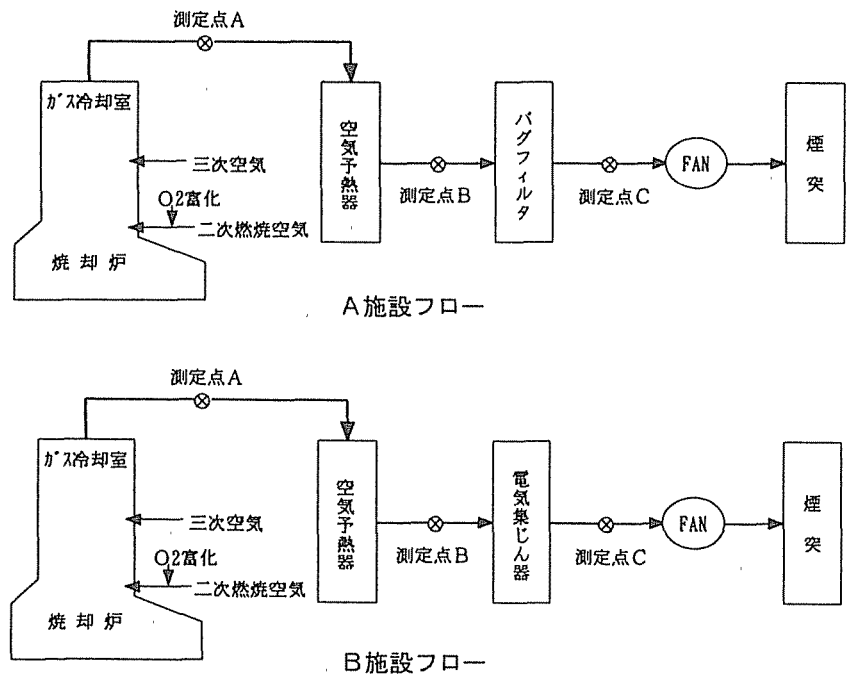 測定点A
ガス冷却室
三次空気
O2富化
二次燃焼空気
焼却炉
空気予熱器
測定点B
バグフィルタ
測定点C
FAN
煙突
A施設フロー
測定点A
ガス冷却室
三次空気
O2富化
二次燃焼空気
焼却炉
空気予熱器
測定点B
電気集じん器
測定点C
FAN
煙突
B施設フロー